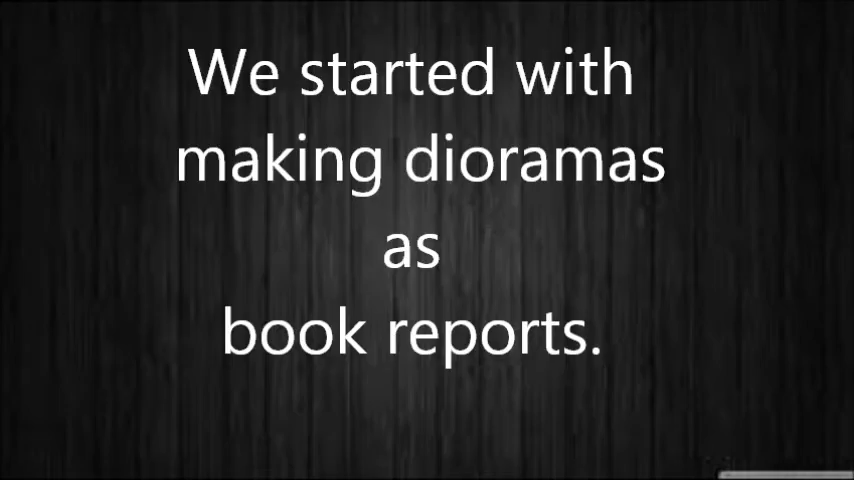 We started with
making dioramas
as
book reports.